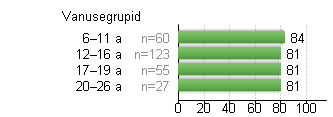 Vanusegrupid
6–11 a n=60 84
12–16 a n=123 81
17–19 a n=55 81
20–26 a n=27 81
0 20 40 60 80 100